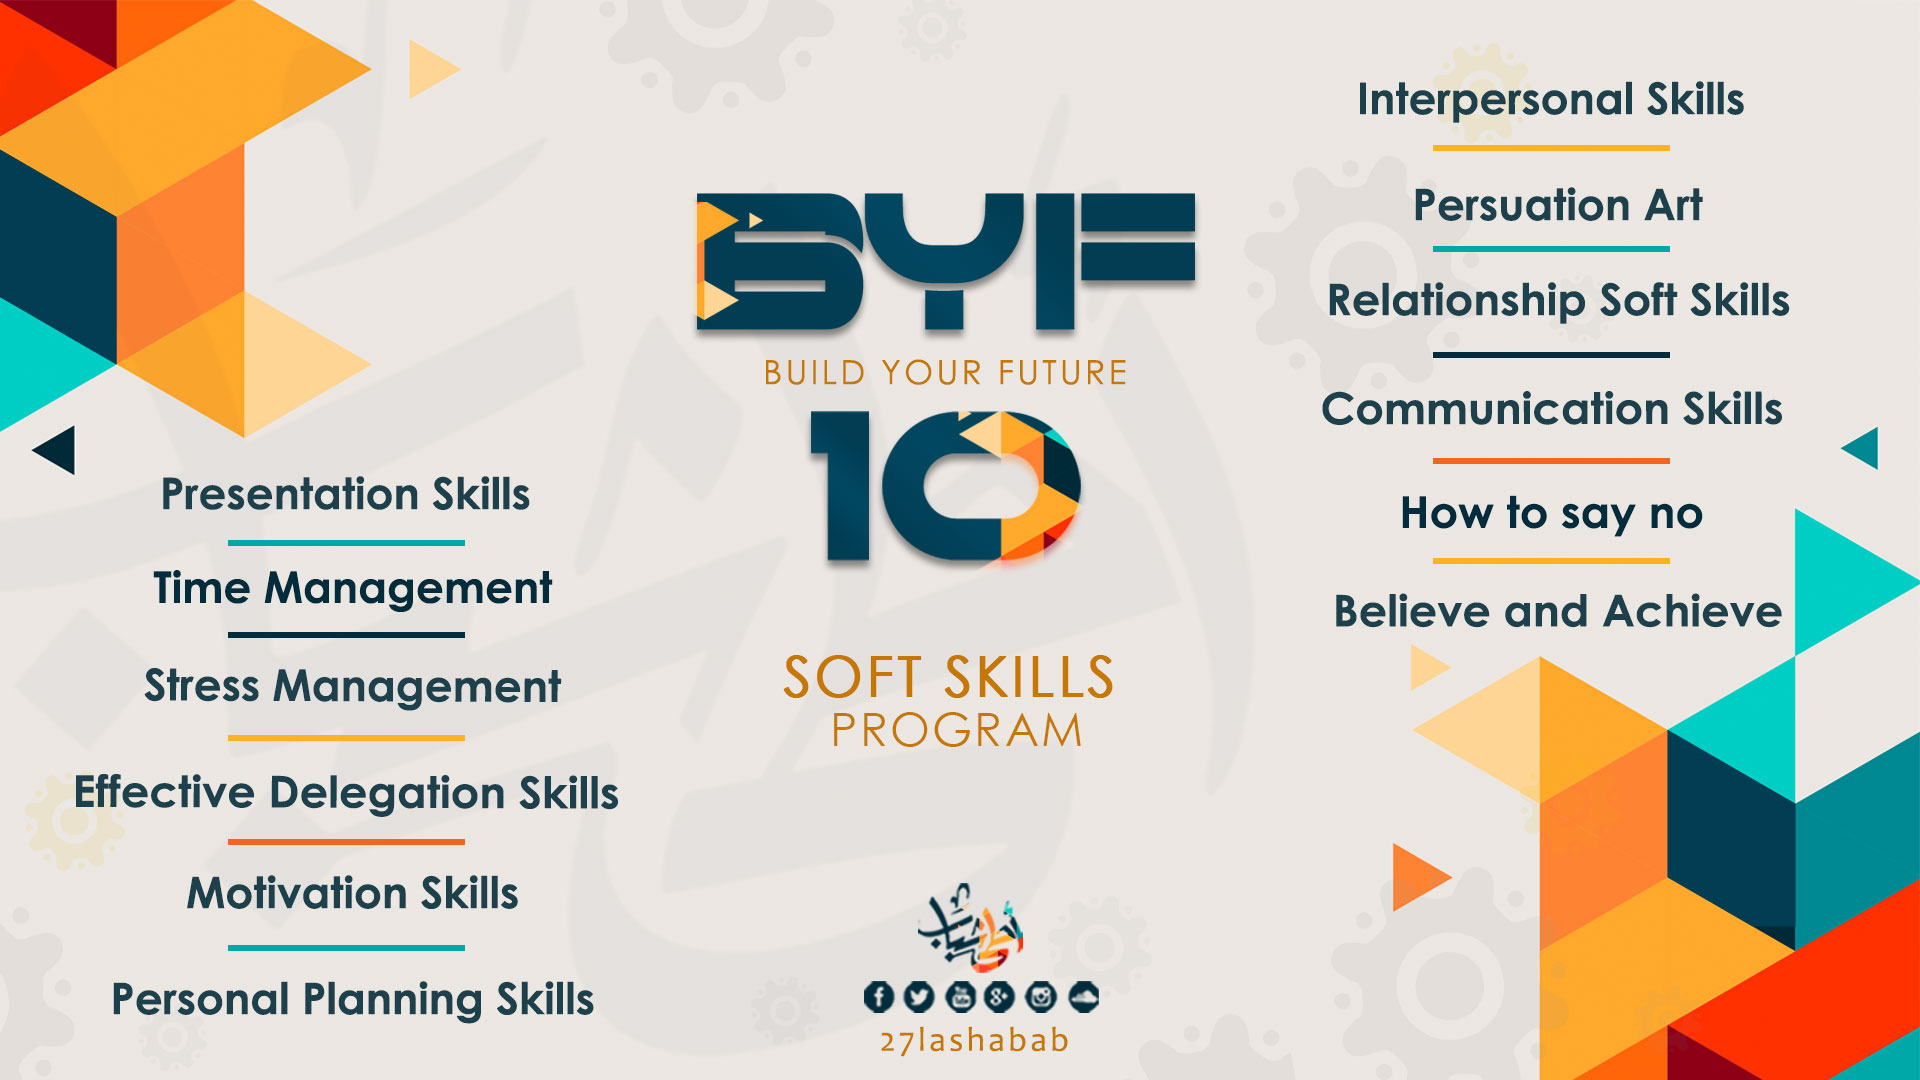 BYF
BUILD YOUR FUTURE
10
SOFT SKILLS
PROGRAM
Presentation Skills
Time Management
Stress Management
Effective Delegation Skills
Motivation Skills
Personal Planning Skills
Interpersonal Skills
Persuation Art
Relationship Soft Skills
Communication Skills
How to say no
Believe and Achieve
أحلى شباب
27lashabab